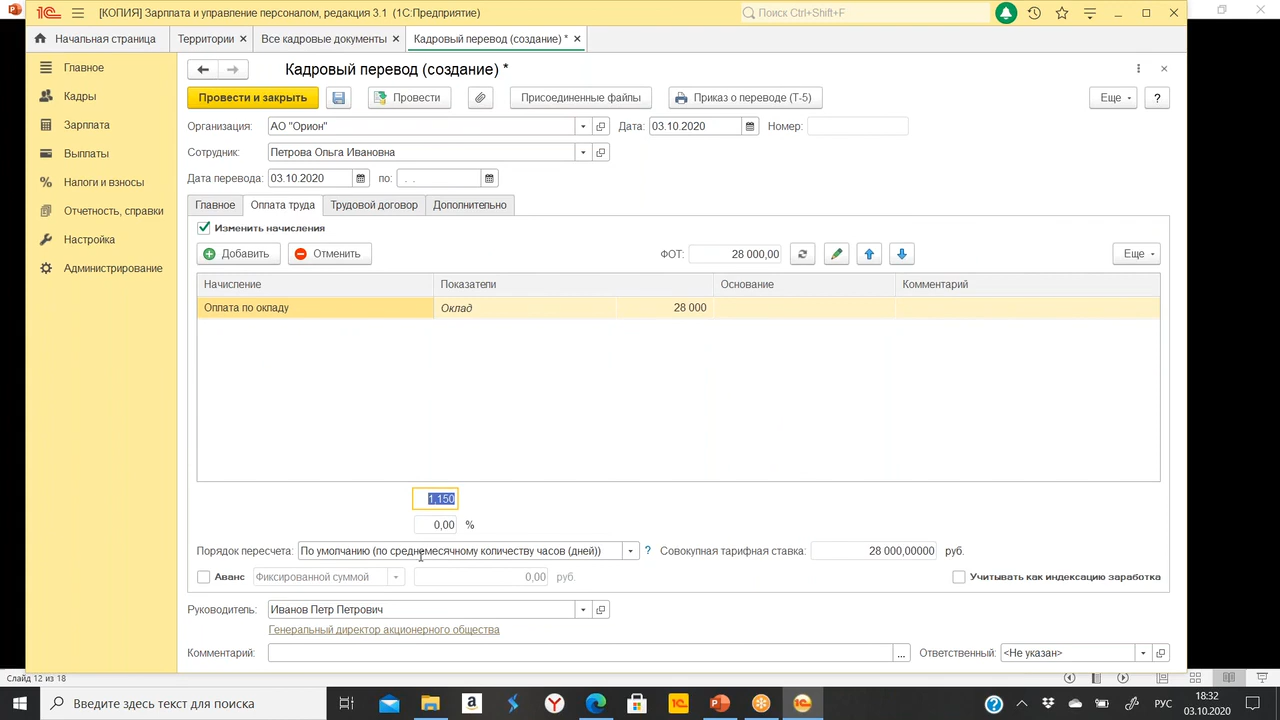 [КОПИЯ] Зарплата и управление персоналом, редакция 3.1 (1С:Предприятие)
Поиск Ctrl+Shift+F
Начальная страница
Территории
Все кадровые документы
Кадровый перевод (создание) *
Главное
Кадры
Зарплата
Выплаты
Налоги и взносы
Отчетность, справки
Настройка
Администрирование
Кадровый перевод (создание) *
Провести и закрыть
Провести
Присоединенные файлы
Приказ о переводе (Т-5)
Еще
?
Организация: АО "Орион" Дата: 03.10.2020 Номер:
Сотрудник: Петрова Ольга Ивановна
Дата перевода: 03.10.2020 по: . .
Главное Оплата труда Трудовой договор Дополнительно
Изменить начисления
Добавить Отменить ФОТ: 28 000,00 Еще
Начисление Показатели Основание Комментарий
Оплата по окладу Оклад 28 000
1,150
0,00 %
Порядок пересчета: По умолчанию (по среднемесячному количеству часов (дней)) ? Совокупная тарифная ставка: 28 000,00000 руб.
Аванс Фиксированной суммой 0,00 руб. Учитывать как индексацию заработка
Руководитель: Иванов Петр Петрович
Генеральный директор акционерного общества
Комментарий: ... Ответственный: <Не указан>
Слайд 12 из 18
Введите здесь текст для поиска
РУС
18:32
03.10.2020